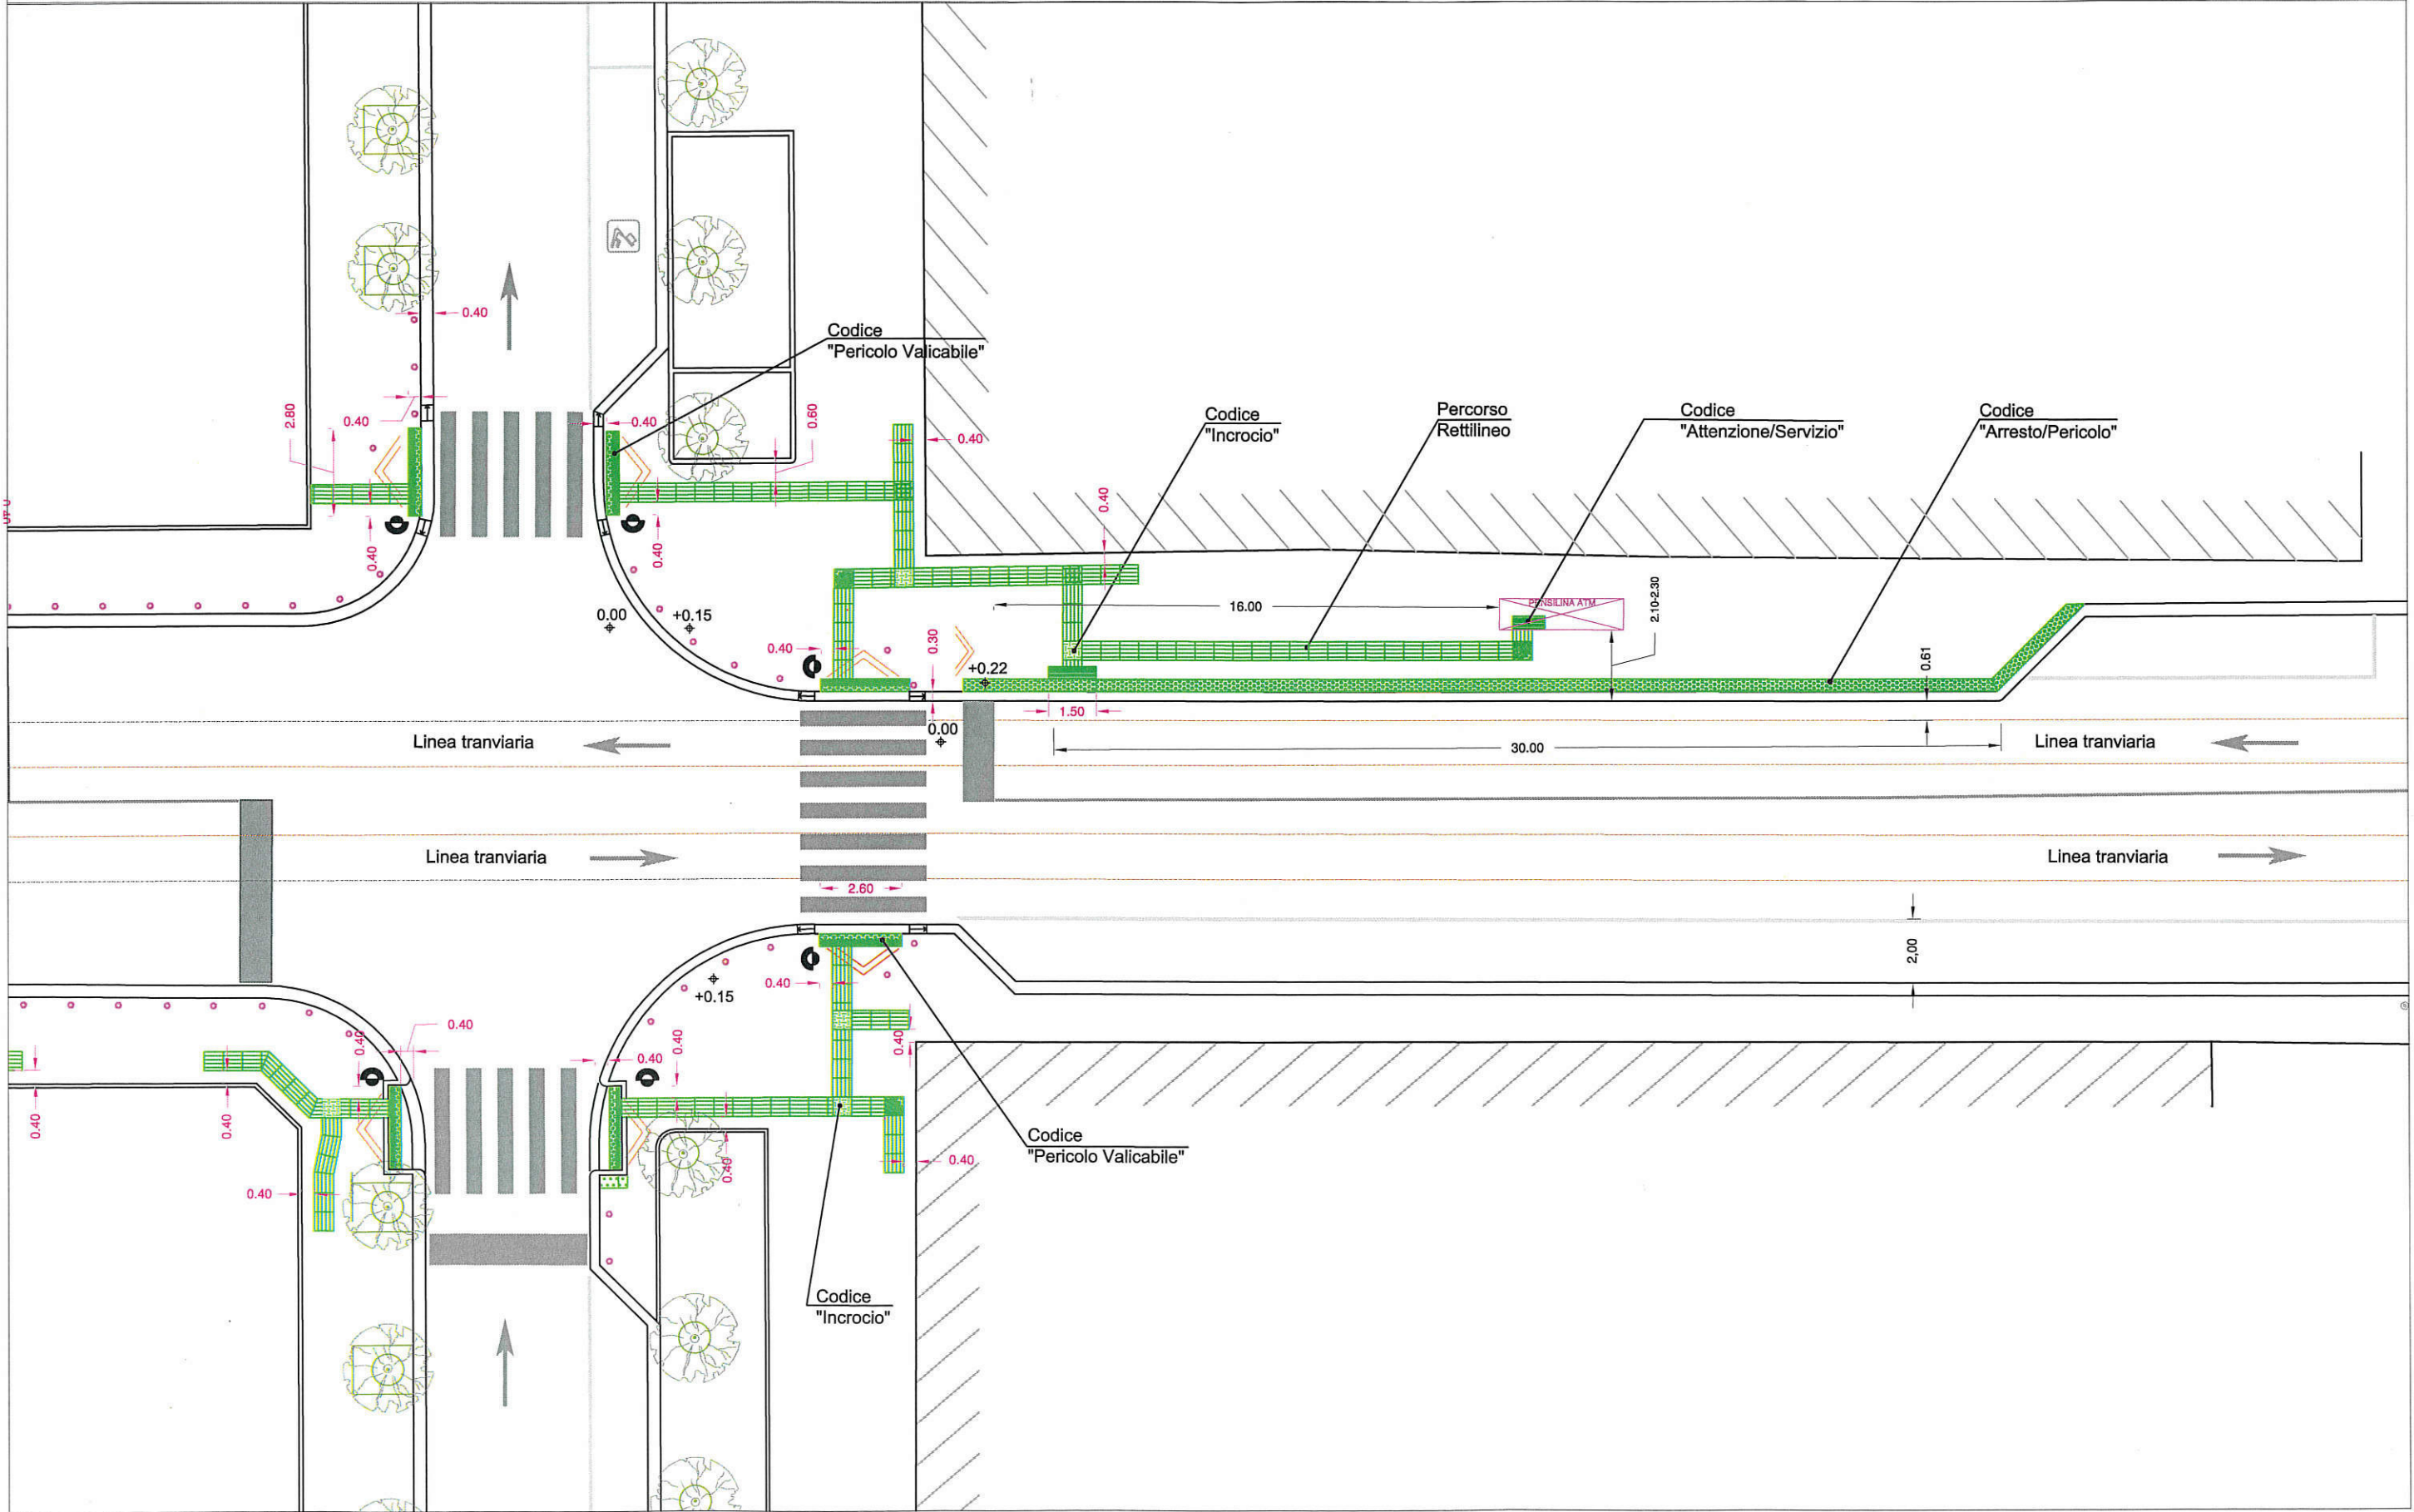 0.40
Codice
"Pericolo Valicabile"
2.80
0.40
0.40
0.60
0.40
Codice
"Incrocio"
Percorso
Rettilineo
Codice
"Attenzione/Servizio"
Codice
"Arresto/Pericolo"
0.40
0.40
0.40
0.00
+0.15
16.00
PENSILINA ATM
2.10-2.30
0.40
0.30
+0.22
0.61
1.50
0.00
Linea tranviaria
30.00
Linea tranviaria
Linea tranviaria
Linea tranviaria
2.60
2,00
0.40
+0.15
0.40
0.40
0.40
0.40
0.40
0.40
0.40
0.40
Codice
"Pericolo Valicabile"
0.40
0.40
0.40
Codice
"Incrocio"